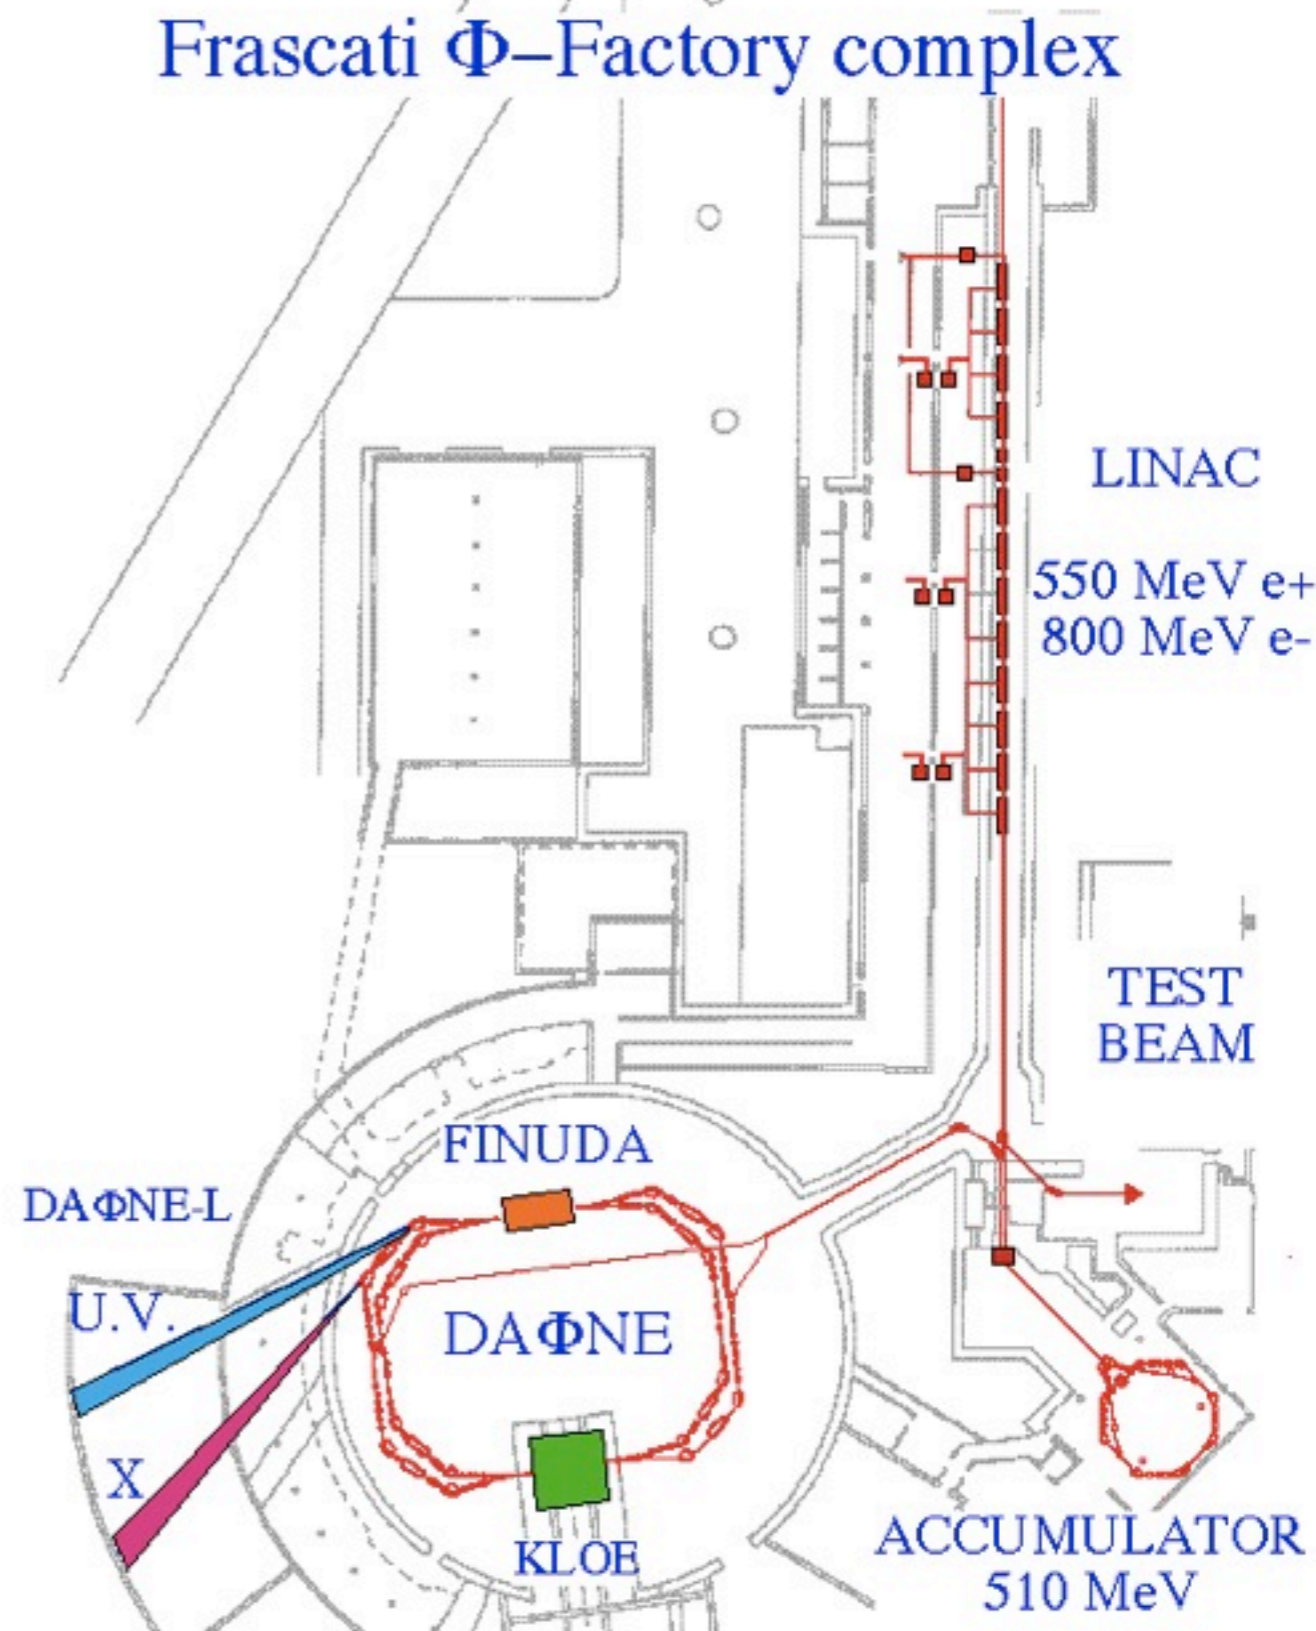 Frascati Φ–Factory complex
LINAC
550 MeV e+
800 MeV e-
TEST
BEAM
FINUDA
DAΦNE-L
U.V.
DAΦNE
X
KLOE
ACCUMULATOR
510 MeV